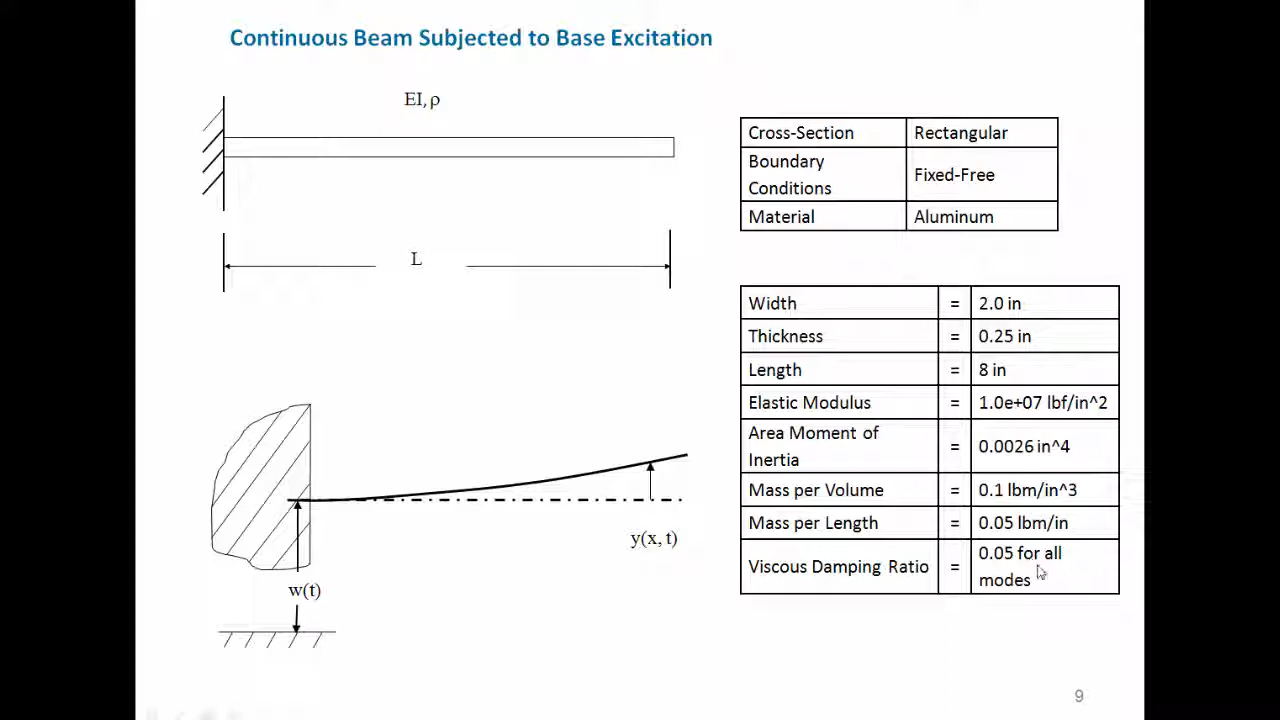 Continuous Beam Subjected to Base Excitation
EI, ρ
L
w(t)
y(x, t)
Cross-Section Rectangular
Boundary
Conditions
Fixed-Free
Material Aluminum
Width = 2.0 in
Thickness = 0.25 in
Length = 8 in
Elastic Modulus = 1.0e+07 lbf/in^2
Area Moment of
Inertia
= 0.0026 in^4
Mass per Volume = 0.1 lbm/in^3
Mass per Length = 0.05 lbm/in
Viscous Damping Ratio =
0.05 for all
modes
9